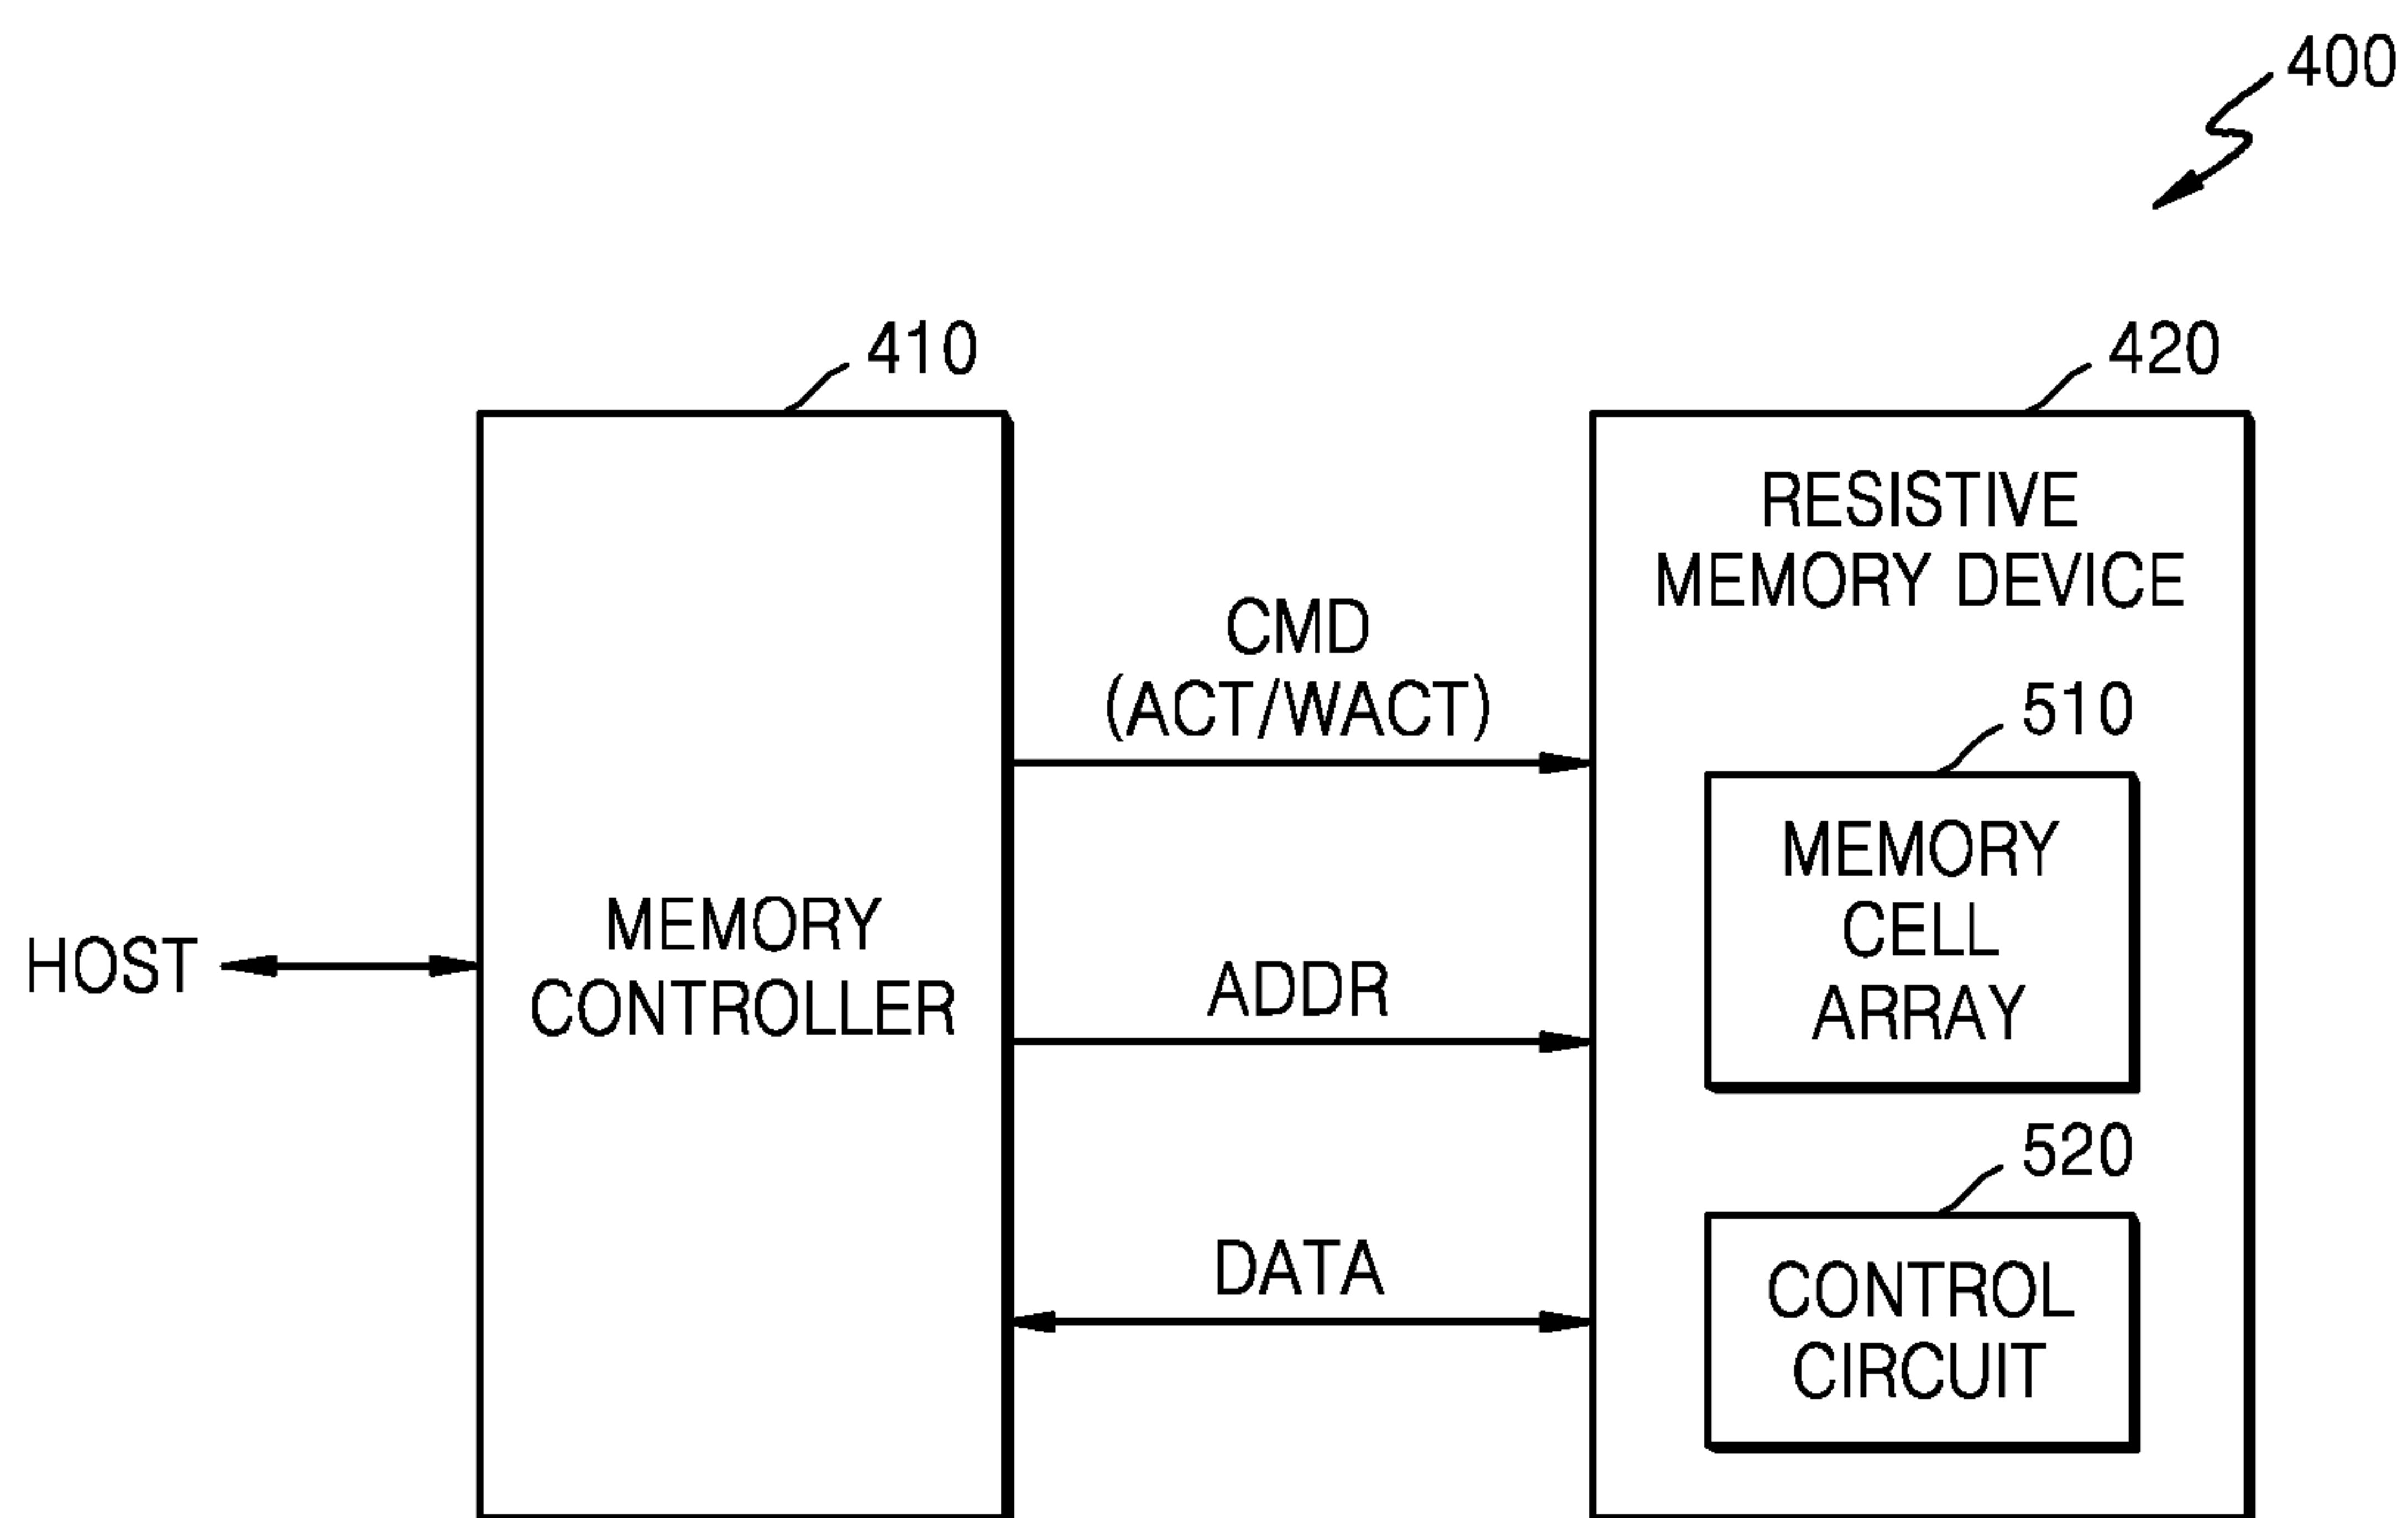 400
410
420
RESISTIVE
MEMORY DEVICE
CMD
(ACT/WACT)
510
MEMORY
CELL
ARRAY
HOST
MEMORY
CONTROLLER
ADDR
520
DATA
CONTROL
CIRCUIT